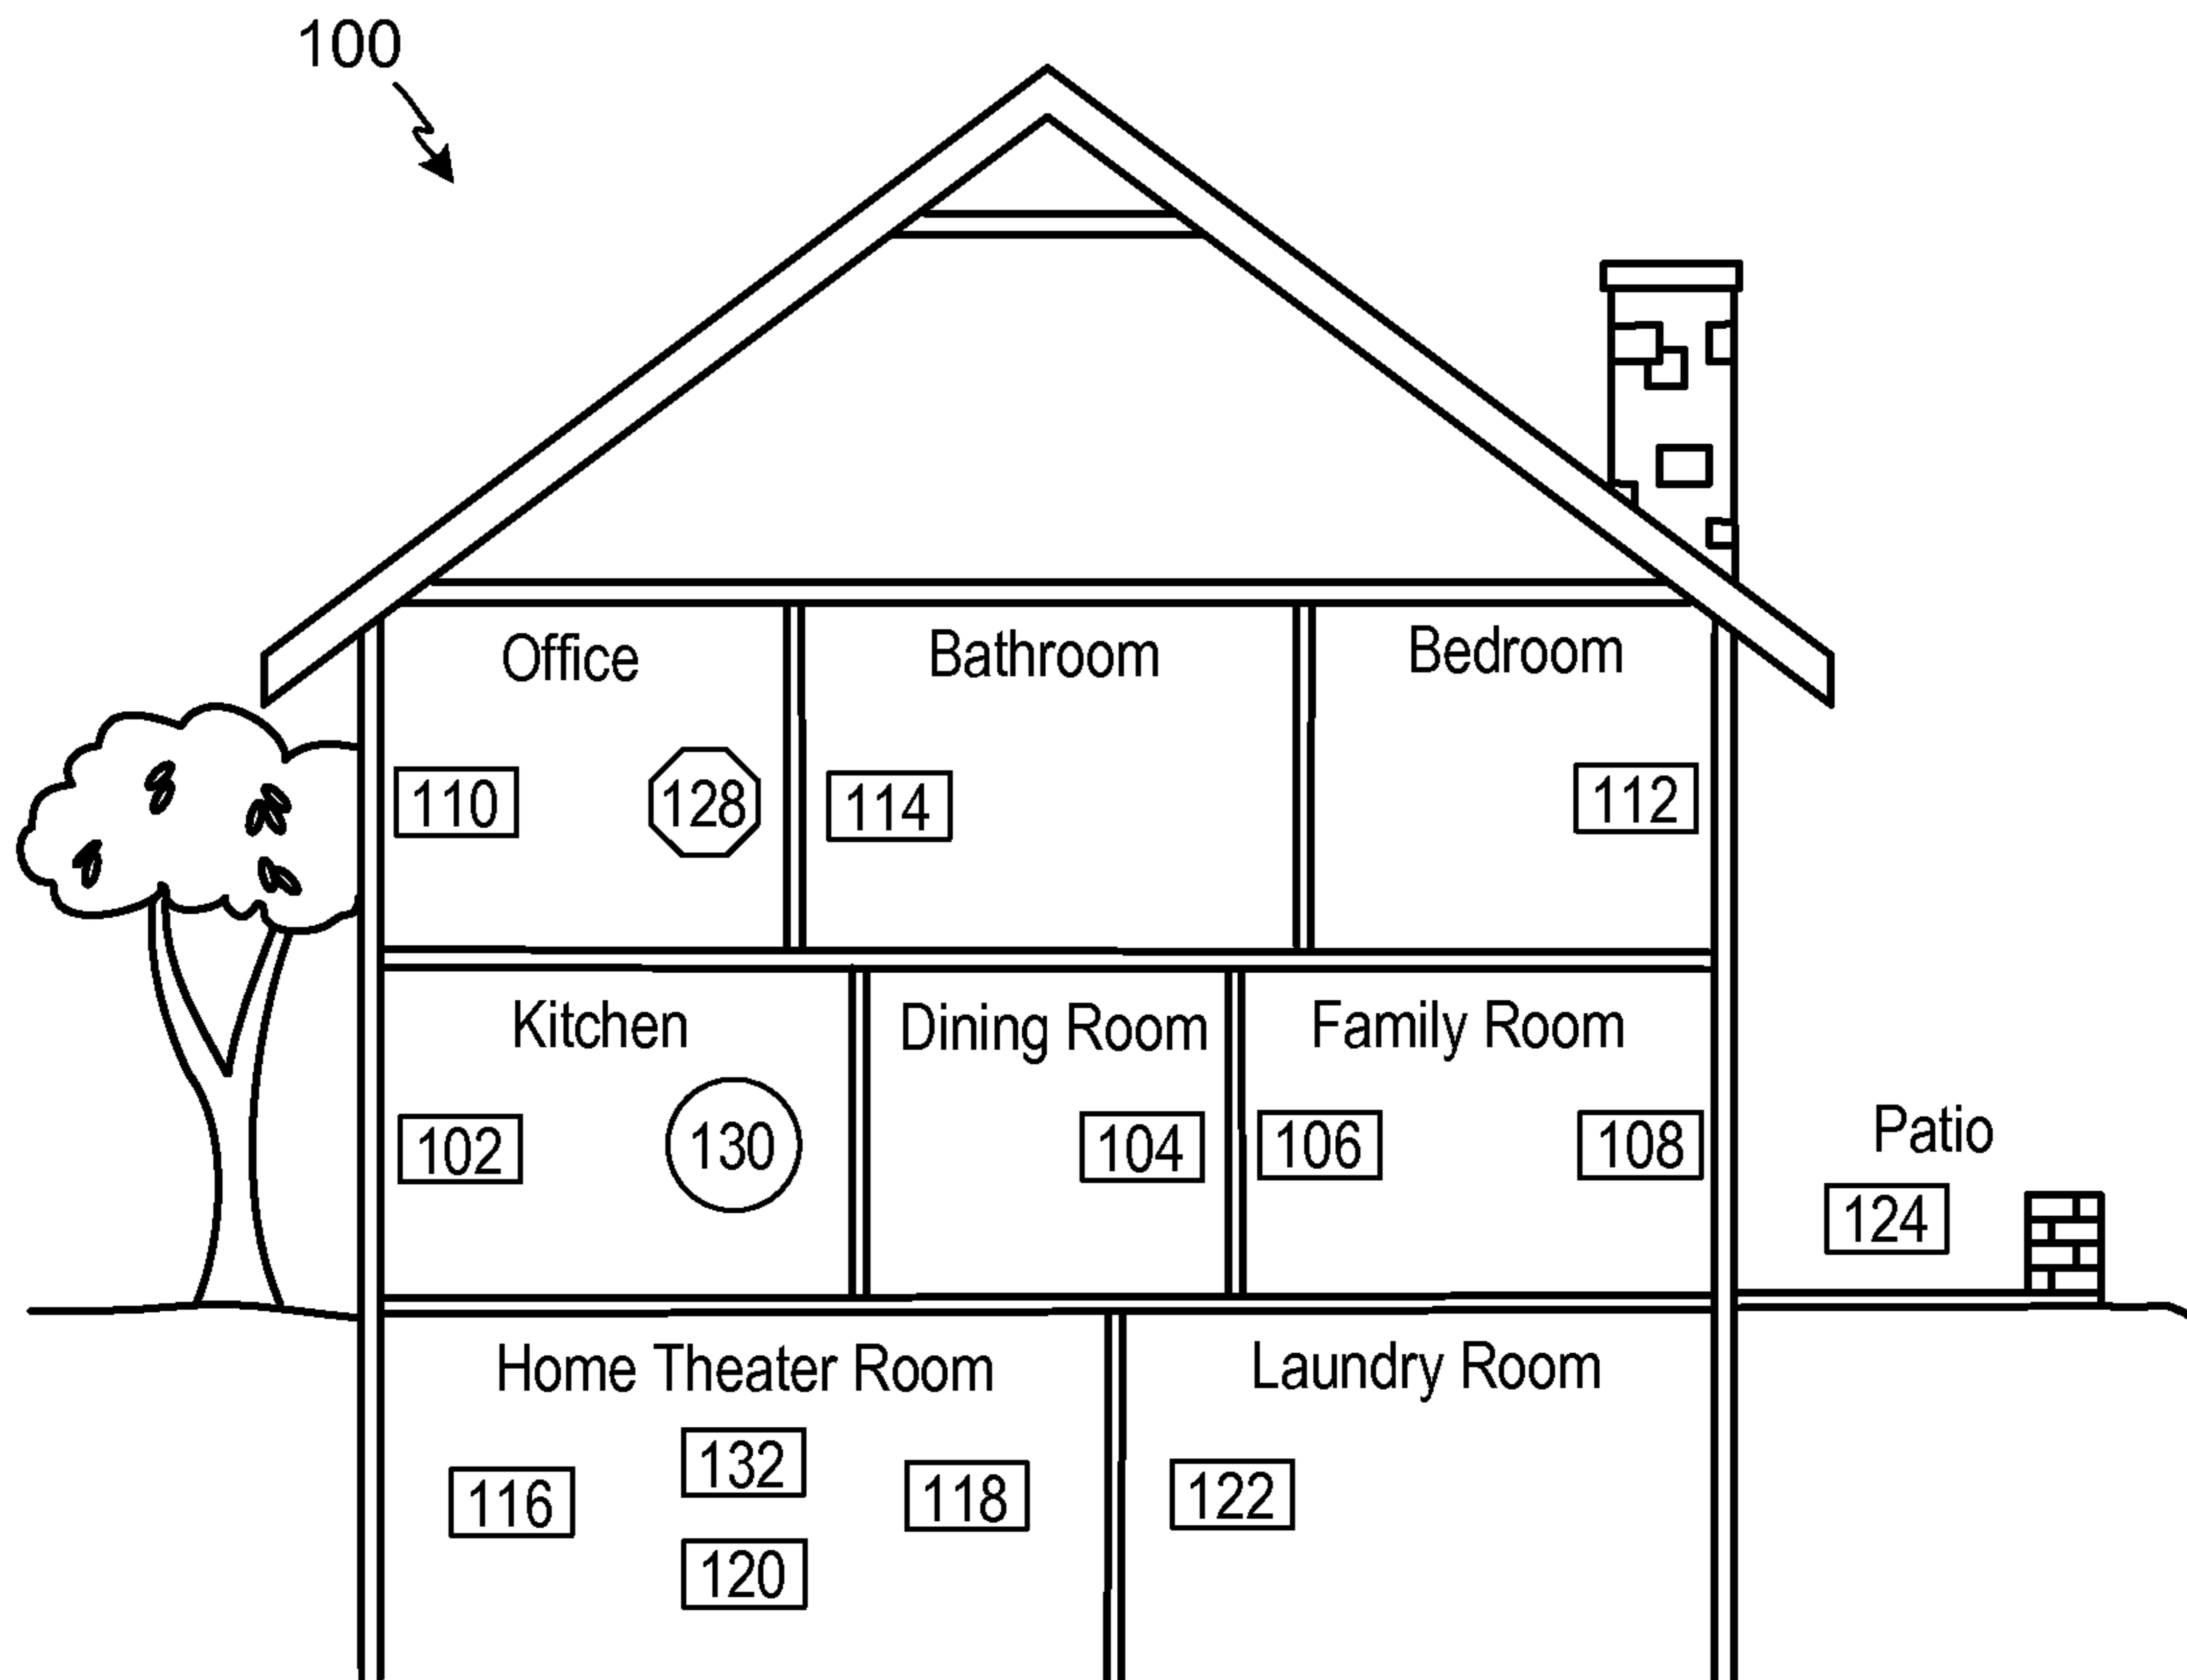 100
Office
Bathroom
Bedroom
110
128
114
112
Kitchen
Dining Room
Family Room
102
130
104
106
108
Patio
124
Home Theater Room
Laundry Room
116
132
118
120
122